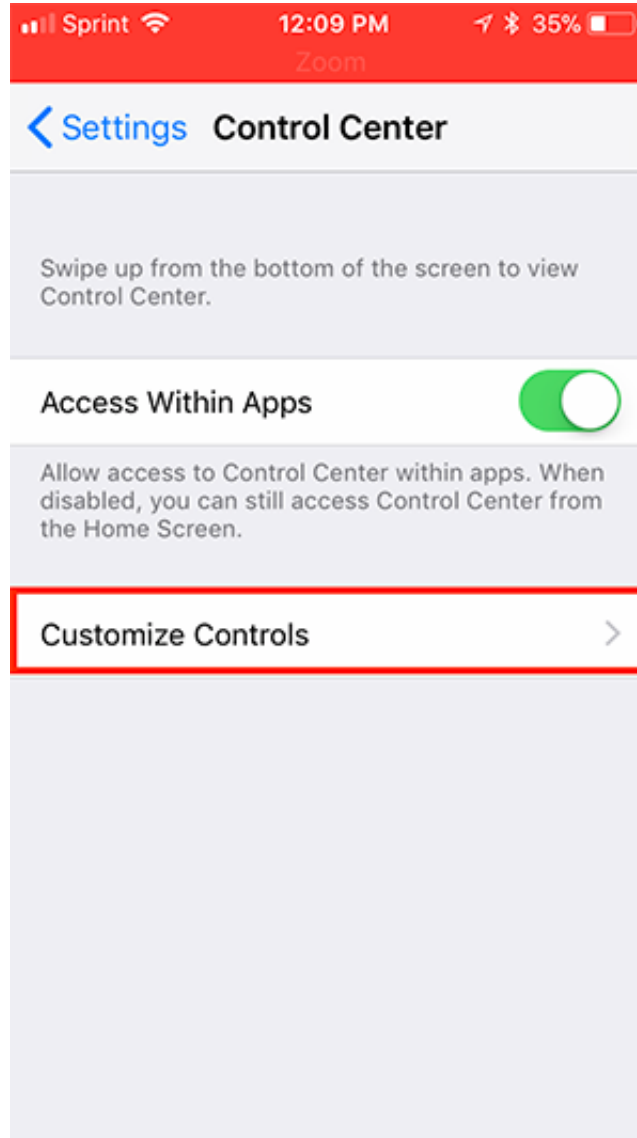 Sprint 12:09 PM 35%
Zoom
Settings Control Center
Swipe up from the bottom of the screen to view
Control Center.
Access Within Apps
Allow access to Control Center within apps. When
disabled, you can still access Control Center from
the Home Screen.
Customize Controls